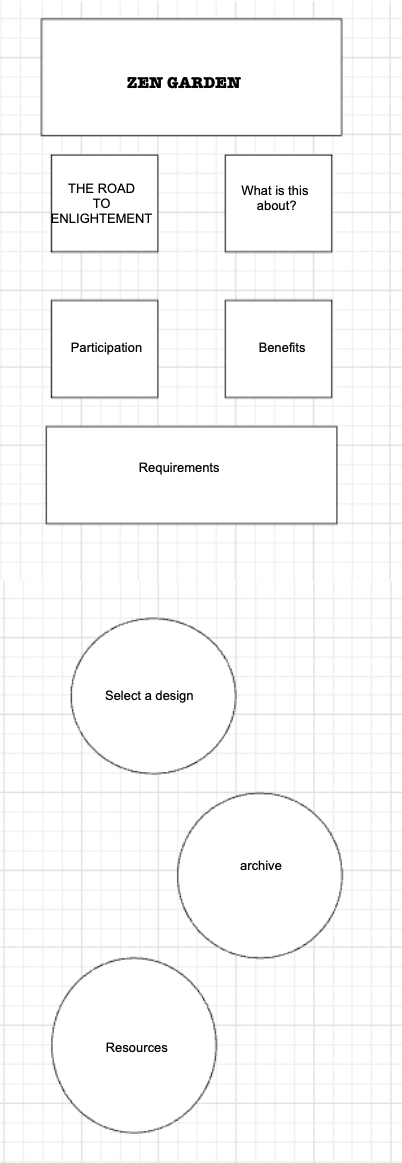 ZEN GARDEN
THE ROAD
TO
ENLIGHTEMENT
What is this
about?
Participation
Benefits
Requirements
Select a design
archive
Resources